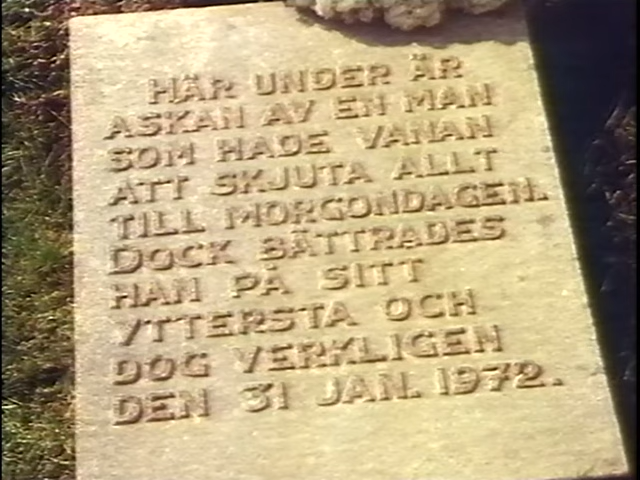 HÄR UNDER ÄR
ASKAN AV EN MAN
SOM HADE VANAN
ATT SKJUTA ALLT
TILL MORGONDAGEN.
DOCK BÄTTRADES
HAN PÅ SITT
YTTERSTA OCH
DOG VERKLIGEN
DEN 31 JAN. 1972.